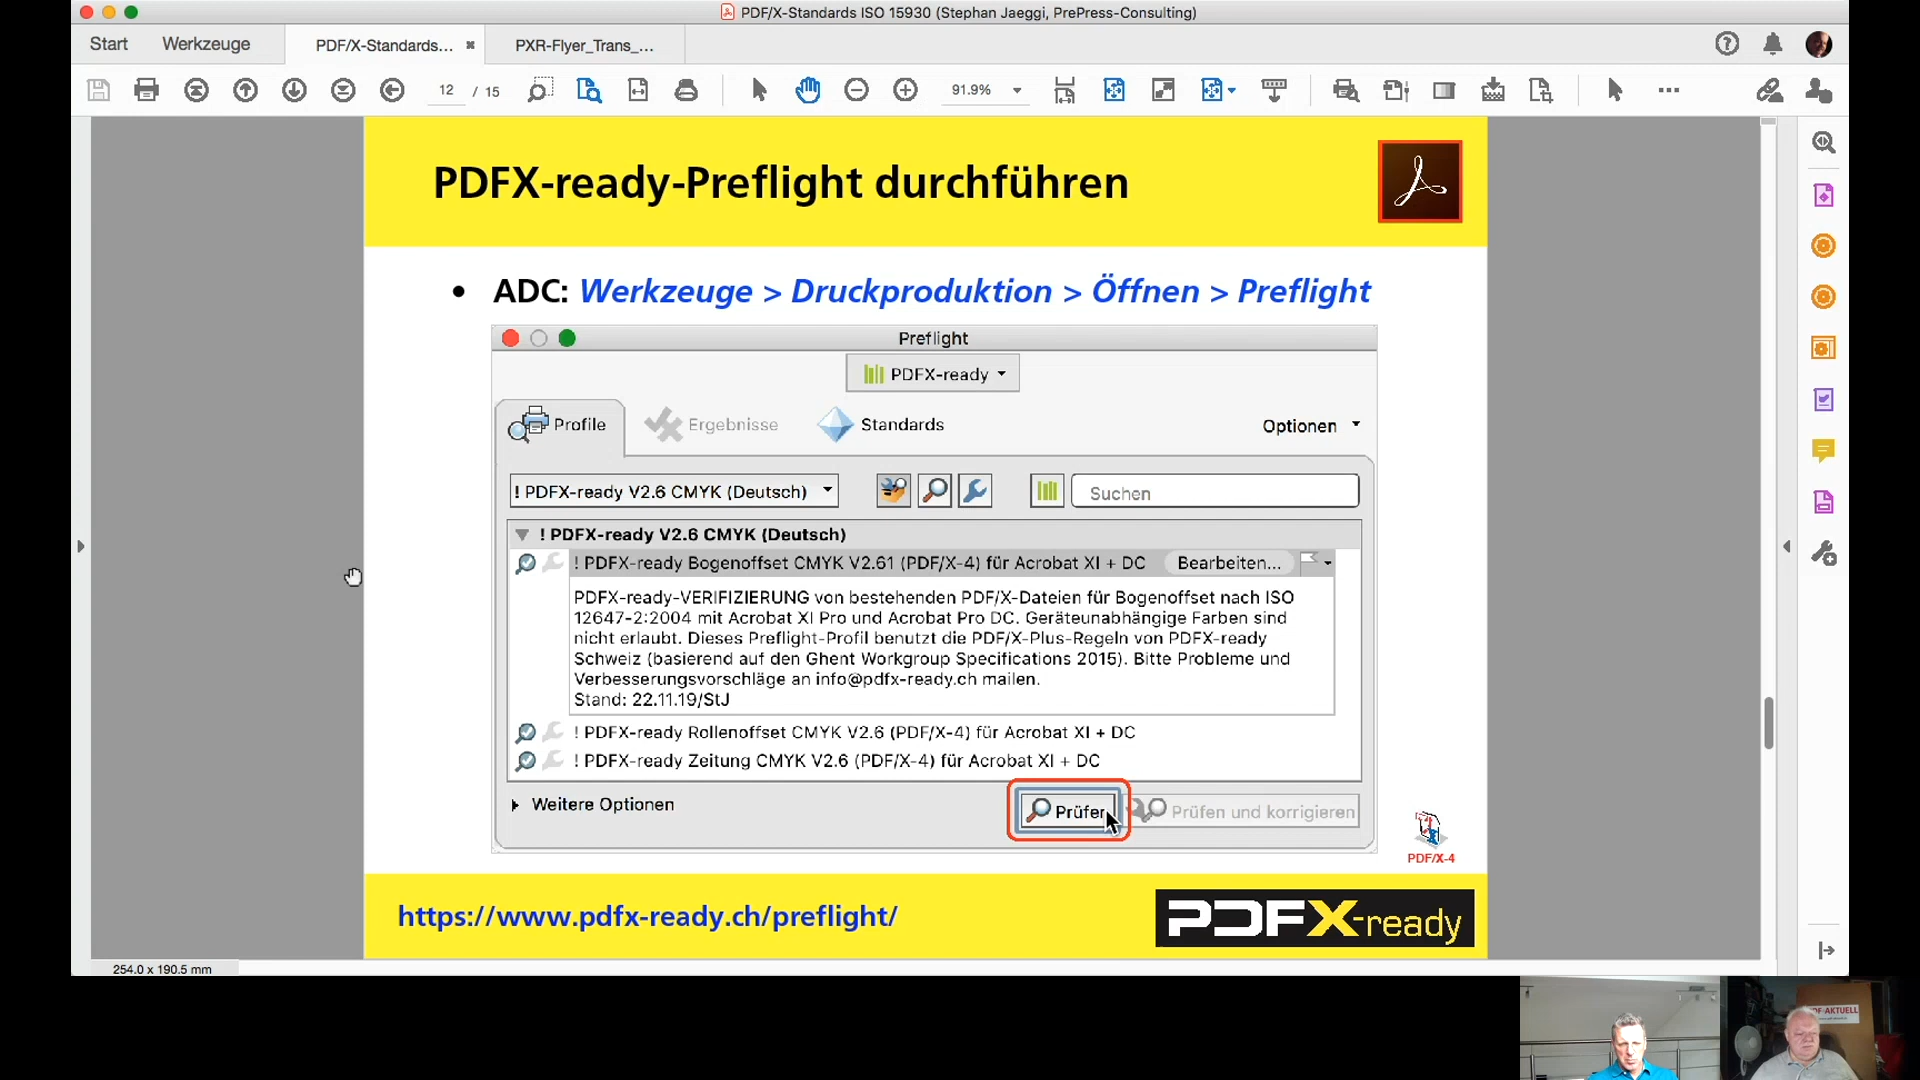 PDF/X-Standards ISO 15930 (Stephan Jaeggi, PrePress-Consulting)
Start Werkzeuge PDF/X-Standards... PXR-Flyer_Trans_...
12 / 15 91.9%
PDFX-ready-Preflight durchführen
• ADC: Werkzeuge > Druckproduktion > Öffnen > Preflight
Preflight
PDFX-ready
Profile Ergebnisse Standards Optionen
! PDFX-ready V2.6 CMYK (Deutsch) Suchen
! PDFX-ready V2.6 CMYK (Deutsch)
! PDFX-ready Bogenoffset CMYK V2.61 (PDF/X-4) für Acrobat XI + DC Bearbeiten...
PDFX-ready-VERIFIZIERUNG von bestehenden PDF/X-Dateien für Bogenoffset nach ISO
12647-2:2004 mit Acrobat XI Pro und Acrobat Pro DC. Geräteunabhängige Farben sind
nicht erlaubt. Dieses Preflight-Profil benutzt die PDF/X-Plus-Regeln von PDFX-ready
Schweiz (basierend auf den Ghent Workgroup Specifications 2015). Bitte Probleme und
Verbesserungsvorschläge an info@pdfx-ready.ch mailen.
Stand: 22.11.19/StJ
! PDFX-ready Rollenoffset CMYK V2.6 (PDF/X-4) für Acrobat XI + DC
! PDFX-ready Zeitung CMYK V2.6 (PDF/X-4) für Acrobat XI + DC
Weitere Optionen Prüfen Prüfen und korrigieren
PDF/X-4
https://www.pdfx-ready.ch/preflight/ PDFX-ready
254.0 x 190.5 mm